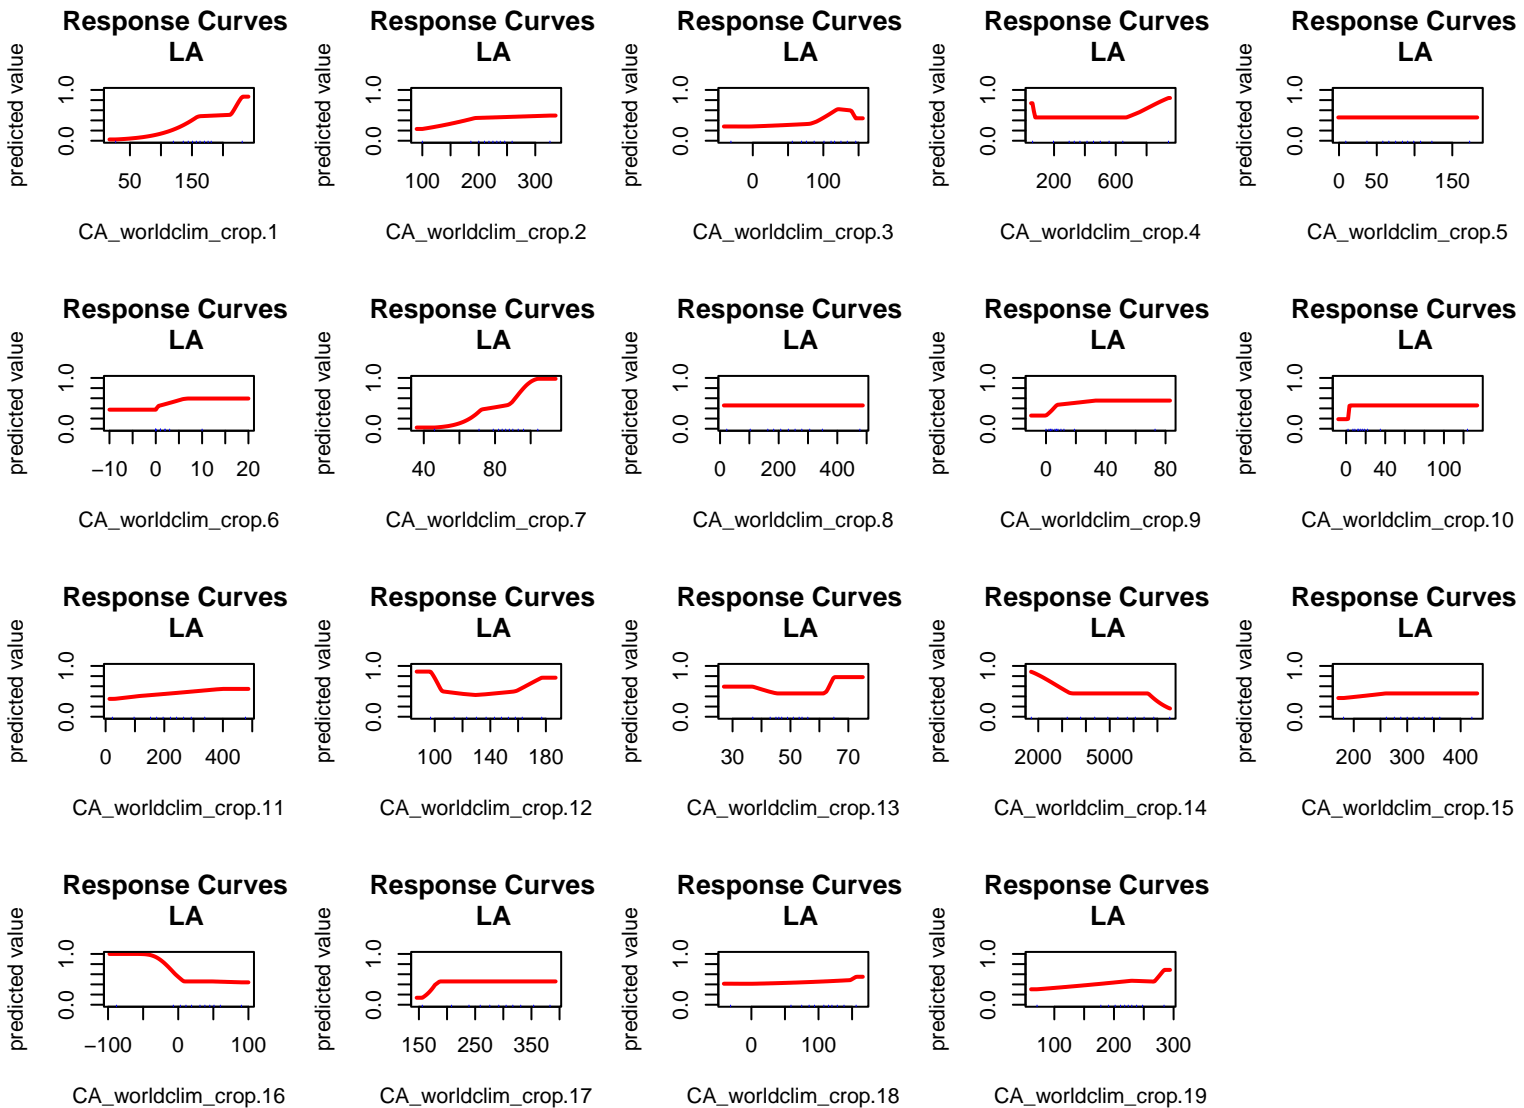 Response Curves
LA
predicted value
0.0 1.0
50 150
CA_worldclim_crop.1
Response Curves
LA
predicted value
0.0 1.0
100 200 300
CA_worldclim_crop.2
Response Curves
LA
predicted value
0.0 1.0
0 100
CA_worldclim_crop.3
Response Curves
LA
predicted value
0.0 1.0
200 600
CA_worldclim_crop.4
Response Curves
LA
predicted value
0.0 1.0
0 50 150
CA_worldclim_crop.5
Response Curves
LA
predicted value
0.0 1.0
−10 0 10 20
CA_worldclim_crop.6
Response Curves
LA
predicted value
0.0 1.0
40 80
CA_worldclim_crop.7
Response Curves
LA
predicted value
0.0 1.0
0 200 400
CA_worldclim_crop.8
Response Curves
LA
predicted value
0.0 1.0
0 40 80
CA_worldclim_crop.9
Response Curves
LA
predicted value
0.0 1.0
0 40 100
CA_worldclim_crop.10
Response Curves
LA
predicted value
0.0 1.0
0 200 400
CA_worldclim_crop.11
Response Curves
LA
predicted value
0.0 1.0
100 140 180
CA_worldclim_crop.12
Response Curves
LA
predicted value
0.0 1.0
30 50 70
CA_worldclim_crop.13
Response Curves
LA
predicted value
0.0 1.0
2000 5000
CA_worldclim_crop.14
Response Curves
LA
predicted value
0.0 1.0
200 300 400
CA_worldclim_crop.15
Response Curves
LA
predicted value
0.0 1.0
−100 0 100
CA_worldclim_crop.16
Response Curves
LA
predicted value
0.0 1.0
150 250 350
CA_worldclim_crop.17
Response Curves
LA
predicted value
0.0 1.0
0 100
CA_worldclim_crop.18
Response Curves
LA
predicted value
0.0 1.0
100 200 300
CA_worldclim_crop.19